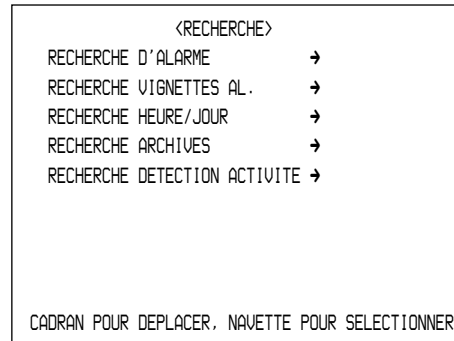 <RECHERCHE>
RECHERCHE D'ALARME →
RECHERCHE VIGNETTES AL. →
RECHERCHE HEURE/JOUR →
RECHERCHE ARCHIVES →
RECHERCHE DETECTION ACTIVITE →
CADRAN POUR DEPLACER, NAVETTE POUR SELECTIONNER